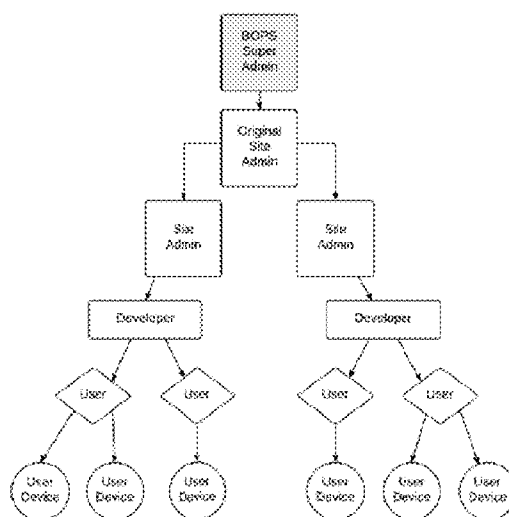 BOPS
Super
Admin
Original
Site
Admin
Site
Admin
Site
Admin
Developer
Developer
User
User
User
User
User
Device
User
Device
User
Device
User
Device
User
Device
User
Device